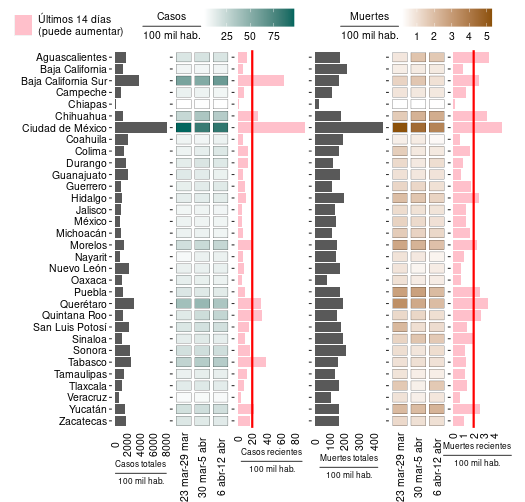 Últimos 14 días
(puede aumentar)
Casos
100 mil hab.
25 50 75
Muertes
100 mil hab.
1 2 3 4 5
Aguascalientes
Baja California
Baja California Sur
Campeche
Chiapas
Chihuahua
Ciudad de México
Coahuila
Colima
Durango
Guanajuato
Guerrero
Hidalgo
Jalisco
México
Michoacán
Morelos
Nayarit
Nuevo León
Oaxaca
Puebla
Querétaro
Quintana Roo
San Luis Potosí
Sinaloa
Sonora
Tabasco
Tamaulipas
Tlaxcala
Veracruz
Yucatán
Zacatecas
0 2000 4000 6000 8000
Casos totales
100 mil hab.
23 mar-29 mar
30 mar-5 abr
6 abr-12 abr
0 20 40 60 80
Casos recientes
100 mil hab.
0 100 200 300 400
Muertes totales
100 mil hab.
23 mar-29 mar
30 mar-5 abr
6 abr-12 abr
0 1 2 3 4
Muertes recientes
100 mil hab.